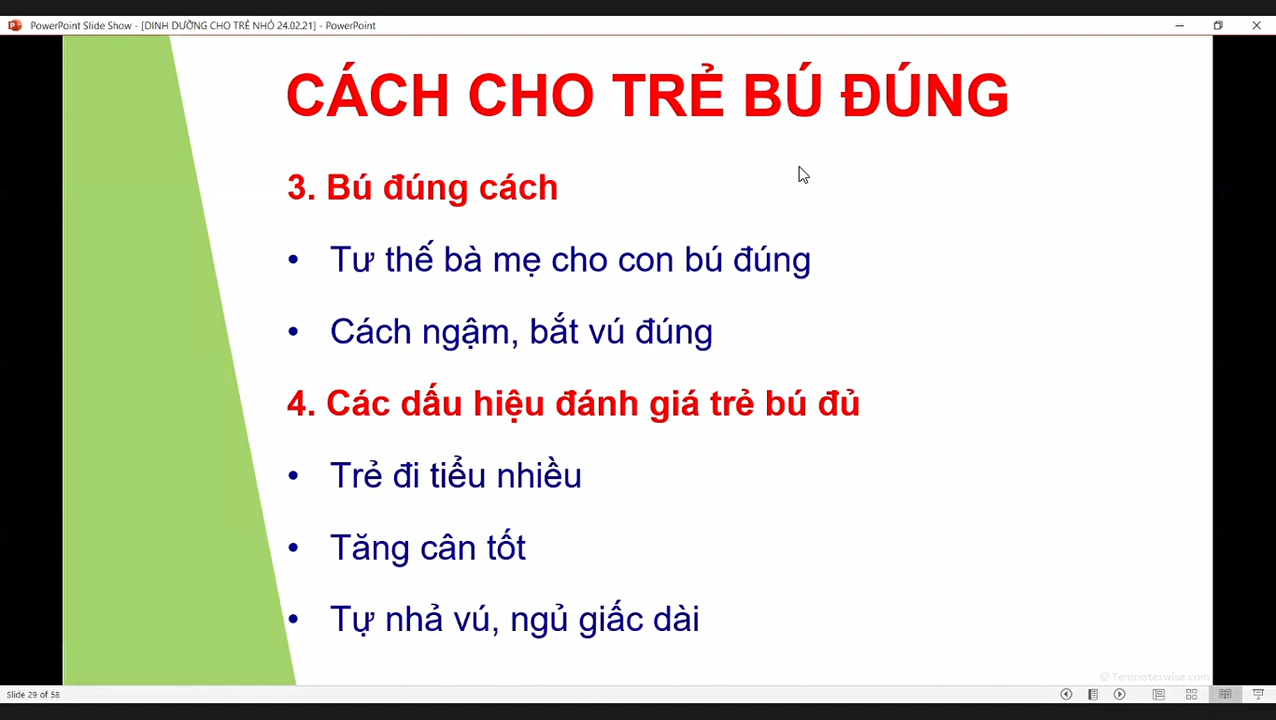 PowerPoint Slide Show - [DINH DƯỠNG CHO TRẺ NHỎ 24.02.21] - PowerPoint
CÁCH CHO TRẺ BÚ ĐÚNG
3. Bú đúng cách
• Tư thế bà mẹ cho con bú đúng
• Cách ngậm, bắt vú đúng
4. Các dấu hiệu đánh giá trẻ bú đủ
• Trẻ đi tiểu nhiều
• Tăng cân tốt
• Tự nhả vú, ngủ giấc dài
© Templateswise.com
Slide 29 of 58